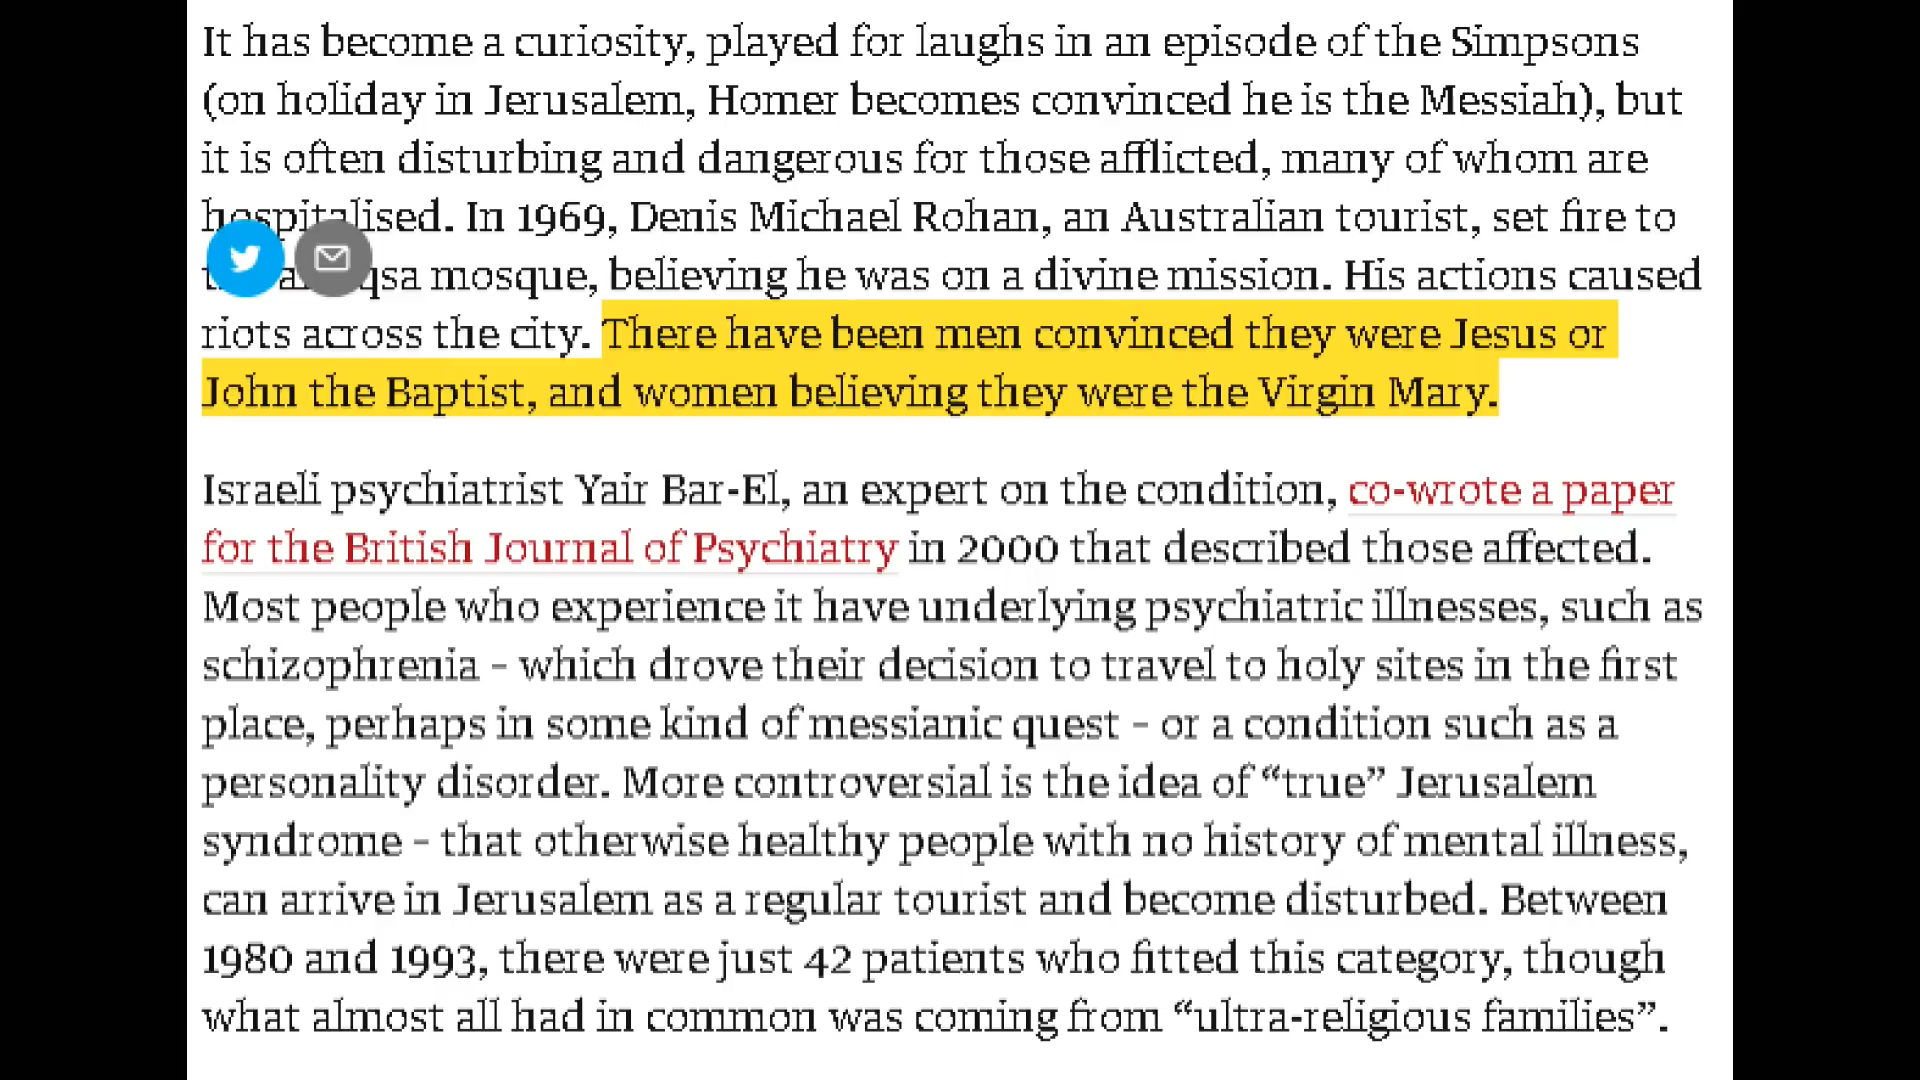 It has become a curiosity, played for laughs in an episode of the Simpsons
(on holiday in Jerusalem, Homer becomes convinced he is the Messiah), but
it is often disturbing and dangerous for those afflicted, many of whom are
hospitalised. In 1969, Denis Michael Rohan, an Australian tourist, set fire to
mosque, believing he was on a divine mission. His actions caused
riots across the city. There have been men convinced they were Jesus or
John the Baptist, and women believing they were the Virgin Mary.
Israeli psychiatrist Yair Bar-El, an expert on the condition, co-wrote a paper
for the British Journal of Psychiatry in 2000 that described those affected.
Most people who experience it have underlying psychiatric illnesses, such as
schizophrenia – which drove their decision to travel to holy sites in the first
place, perhaps in some kind of messianic quest – or a condition such as a
personality disorder. More controversial is the idea of “true” Jerusalem
syndrome – that otherwise healthy people with no history of mental illness,
can arrive in Jerusalem as a regular tourist and become disturbed. Between
1980 and 1993, there were just 42 patients who fitted this category, though
what almost all had in common was coming from “ultra-religious families”.